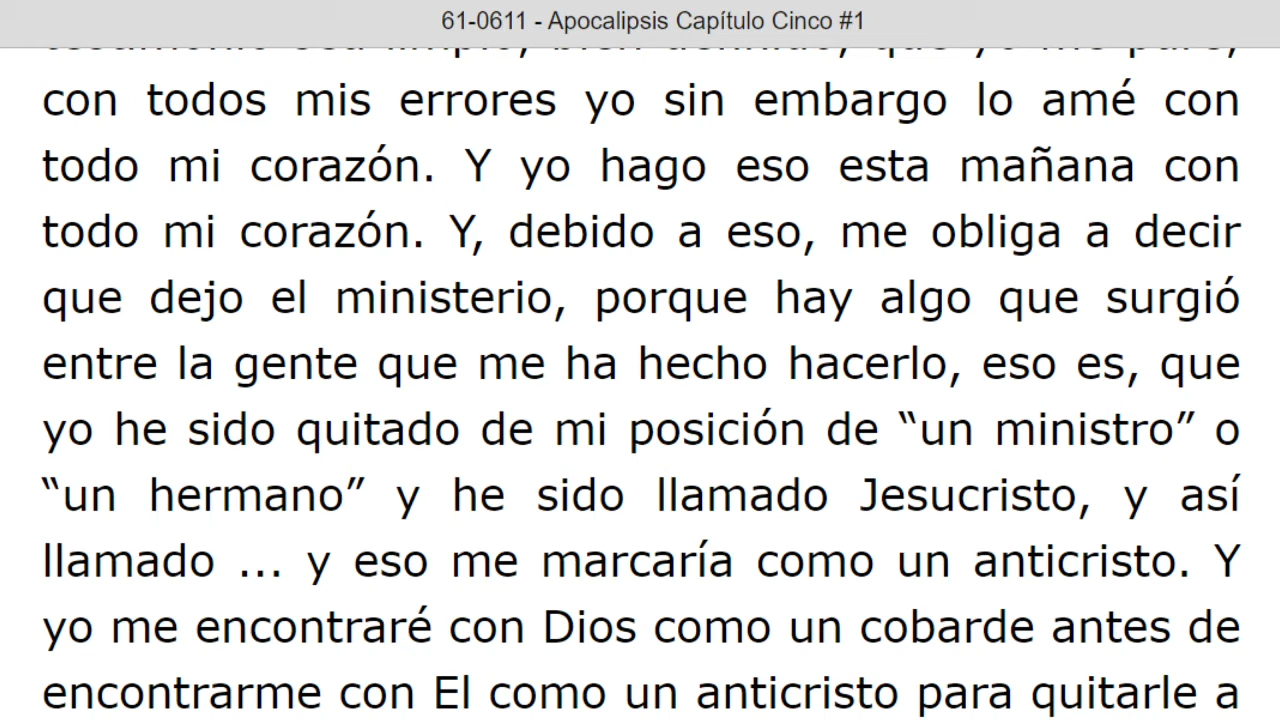 61-0611 - Apocalipsis Capítulo Cinco #1
con todos mis errores yo sin embargo lo amé con
todo mi corazón. Y yo hago eso esta mañana con
todo mi corazón. Y, debido a eso, me obliga a decir
que dejo el ministerio, porque hay algo que surgió
entre la gente que me ha hecho hacerlo, eso es, que
yo he sido quitado de mi posición de “un ministro” o
“un hermano” y he sido llamado Jesucristo, y así
llamado ... y eso me marcaría como un anticristo. Y
yo me encontraré con Dios como un cobarde antes de
encontrarme con El como un anticristo para quitarle a